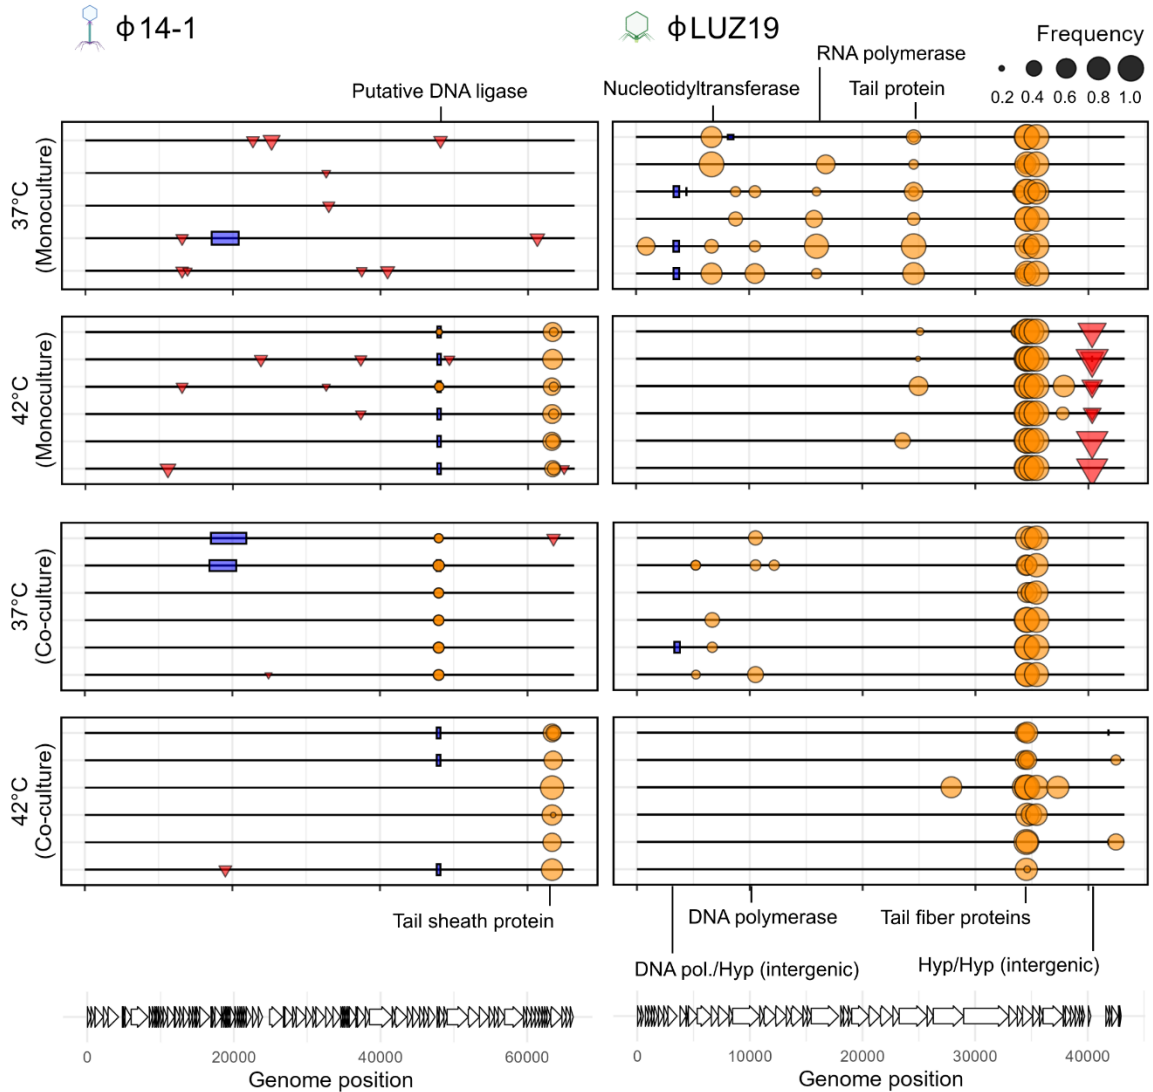 ϕ14-1
ϕLUZ19
Frequency
0.2 0.4 0.6 0.8 1.0
RNA polymerase
Putative DNA ligase
Nucleotidyltransferase
Tail protein
37°C
(Monoculture)
42°C
(Monoculture)
37°C
(Co-culture)
42°C
(Co-culture)
Tail sheath protein
DNA polymerase
Tail fiber proteins
DNA pol./Hyp (intergenic)
Hyp/Hyp (intergenic)
0 20000 40000 60000
Genome position
0 10000 20000 30000 40000
Genome position